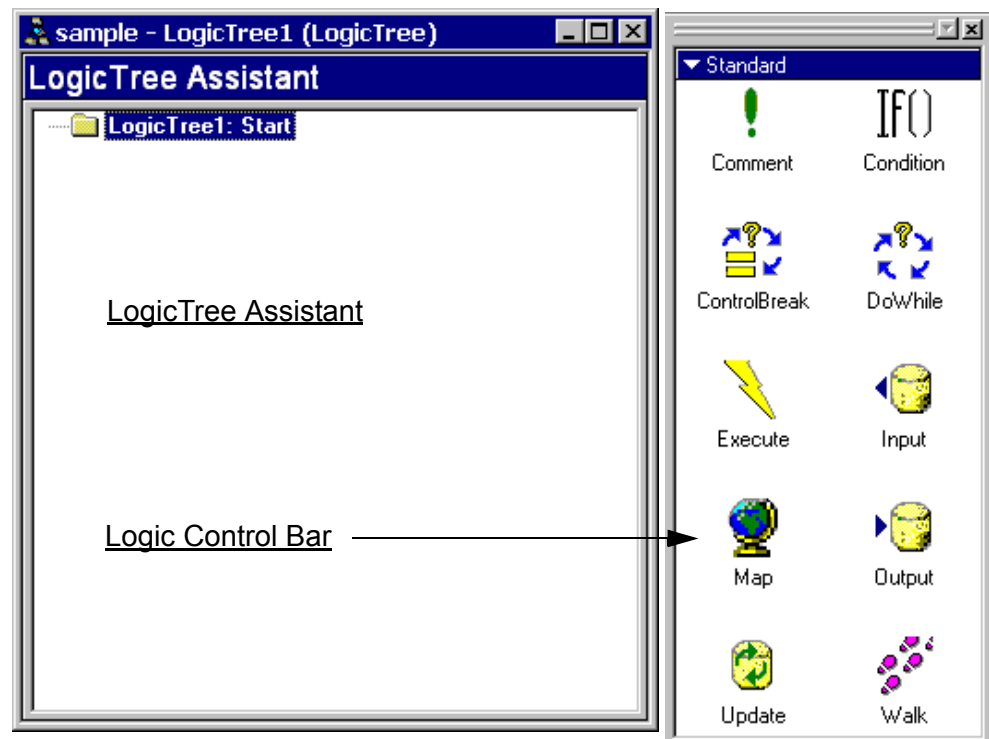 sample - LogicTree1 (LogicTree)
LogicTree Assistant
LogicTree1: Start
LogicTree Assistant
Logic Control Bar
Standard
Comment
IF()
Condition
ControlBreak
DoWhile
Execute
Input
Map
Output
Update
Walk